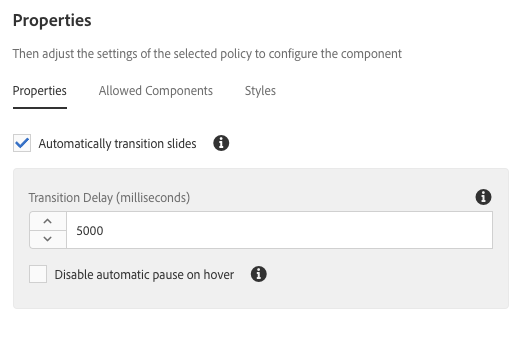 Properties
Then adjust the settings of the selected policy to configure the component
Properties Allowed Components Styles
Automatically transition slides
Transition Delay (milliseconds)
5000
Disable automatic pause on hover